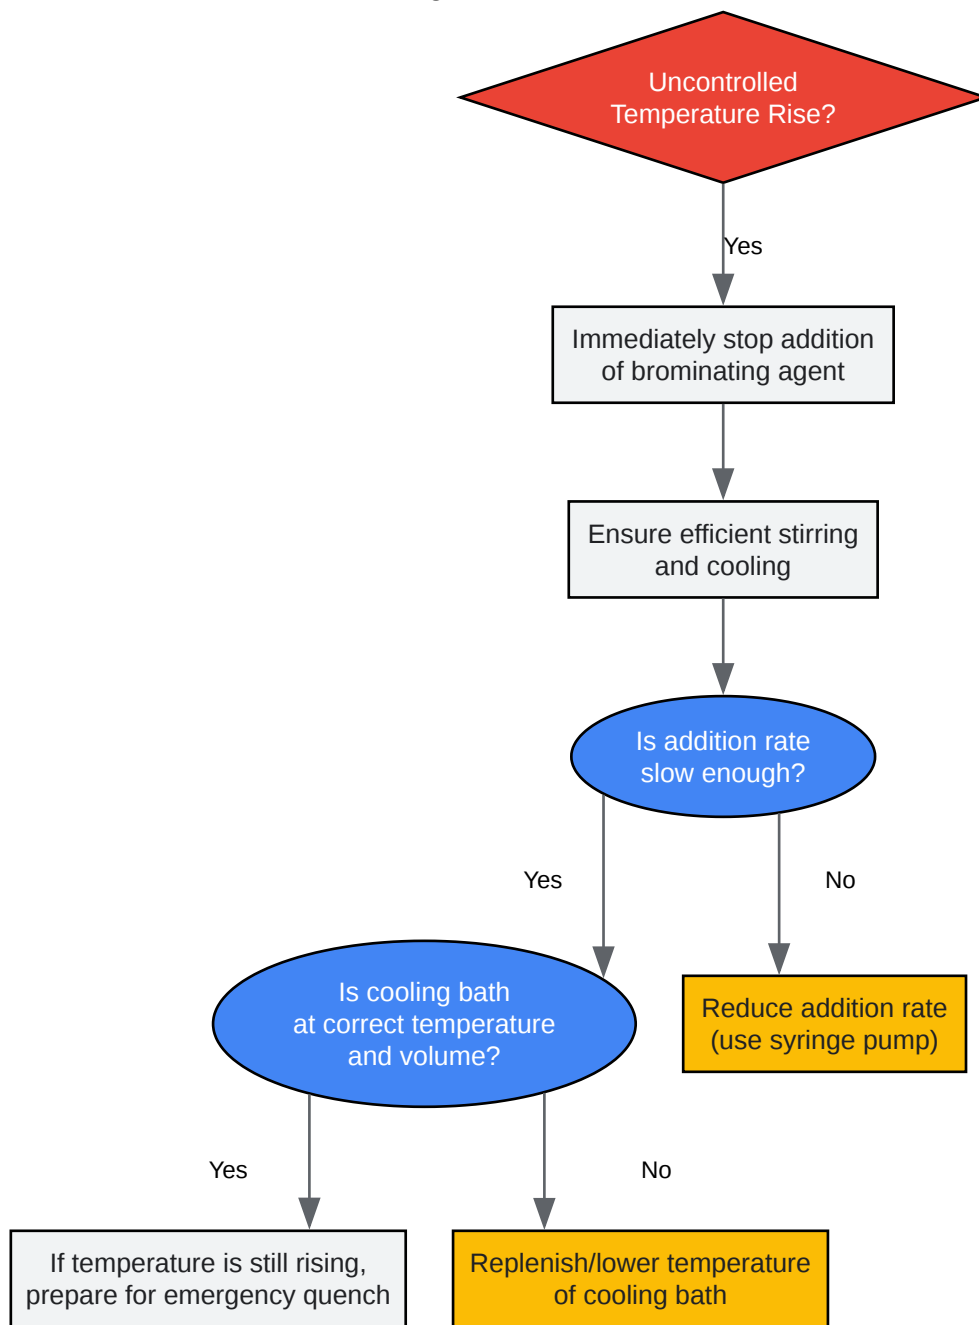 Uncontrolled
Temperature Rise?
Yes
Immediately stop addition
of brominating agent
Ensure efficient stirring
and cooling
Is addition rate
slow enough?
Yes
No
Is cooling bath
at correct temperature
and volume?
Reduce addition rate
(use syringe pump)
Yes
No
If temperature is still rising,
prepare for emergency quench
Replenish/lower temperature
of cooling bath